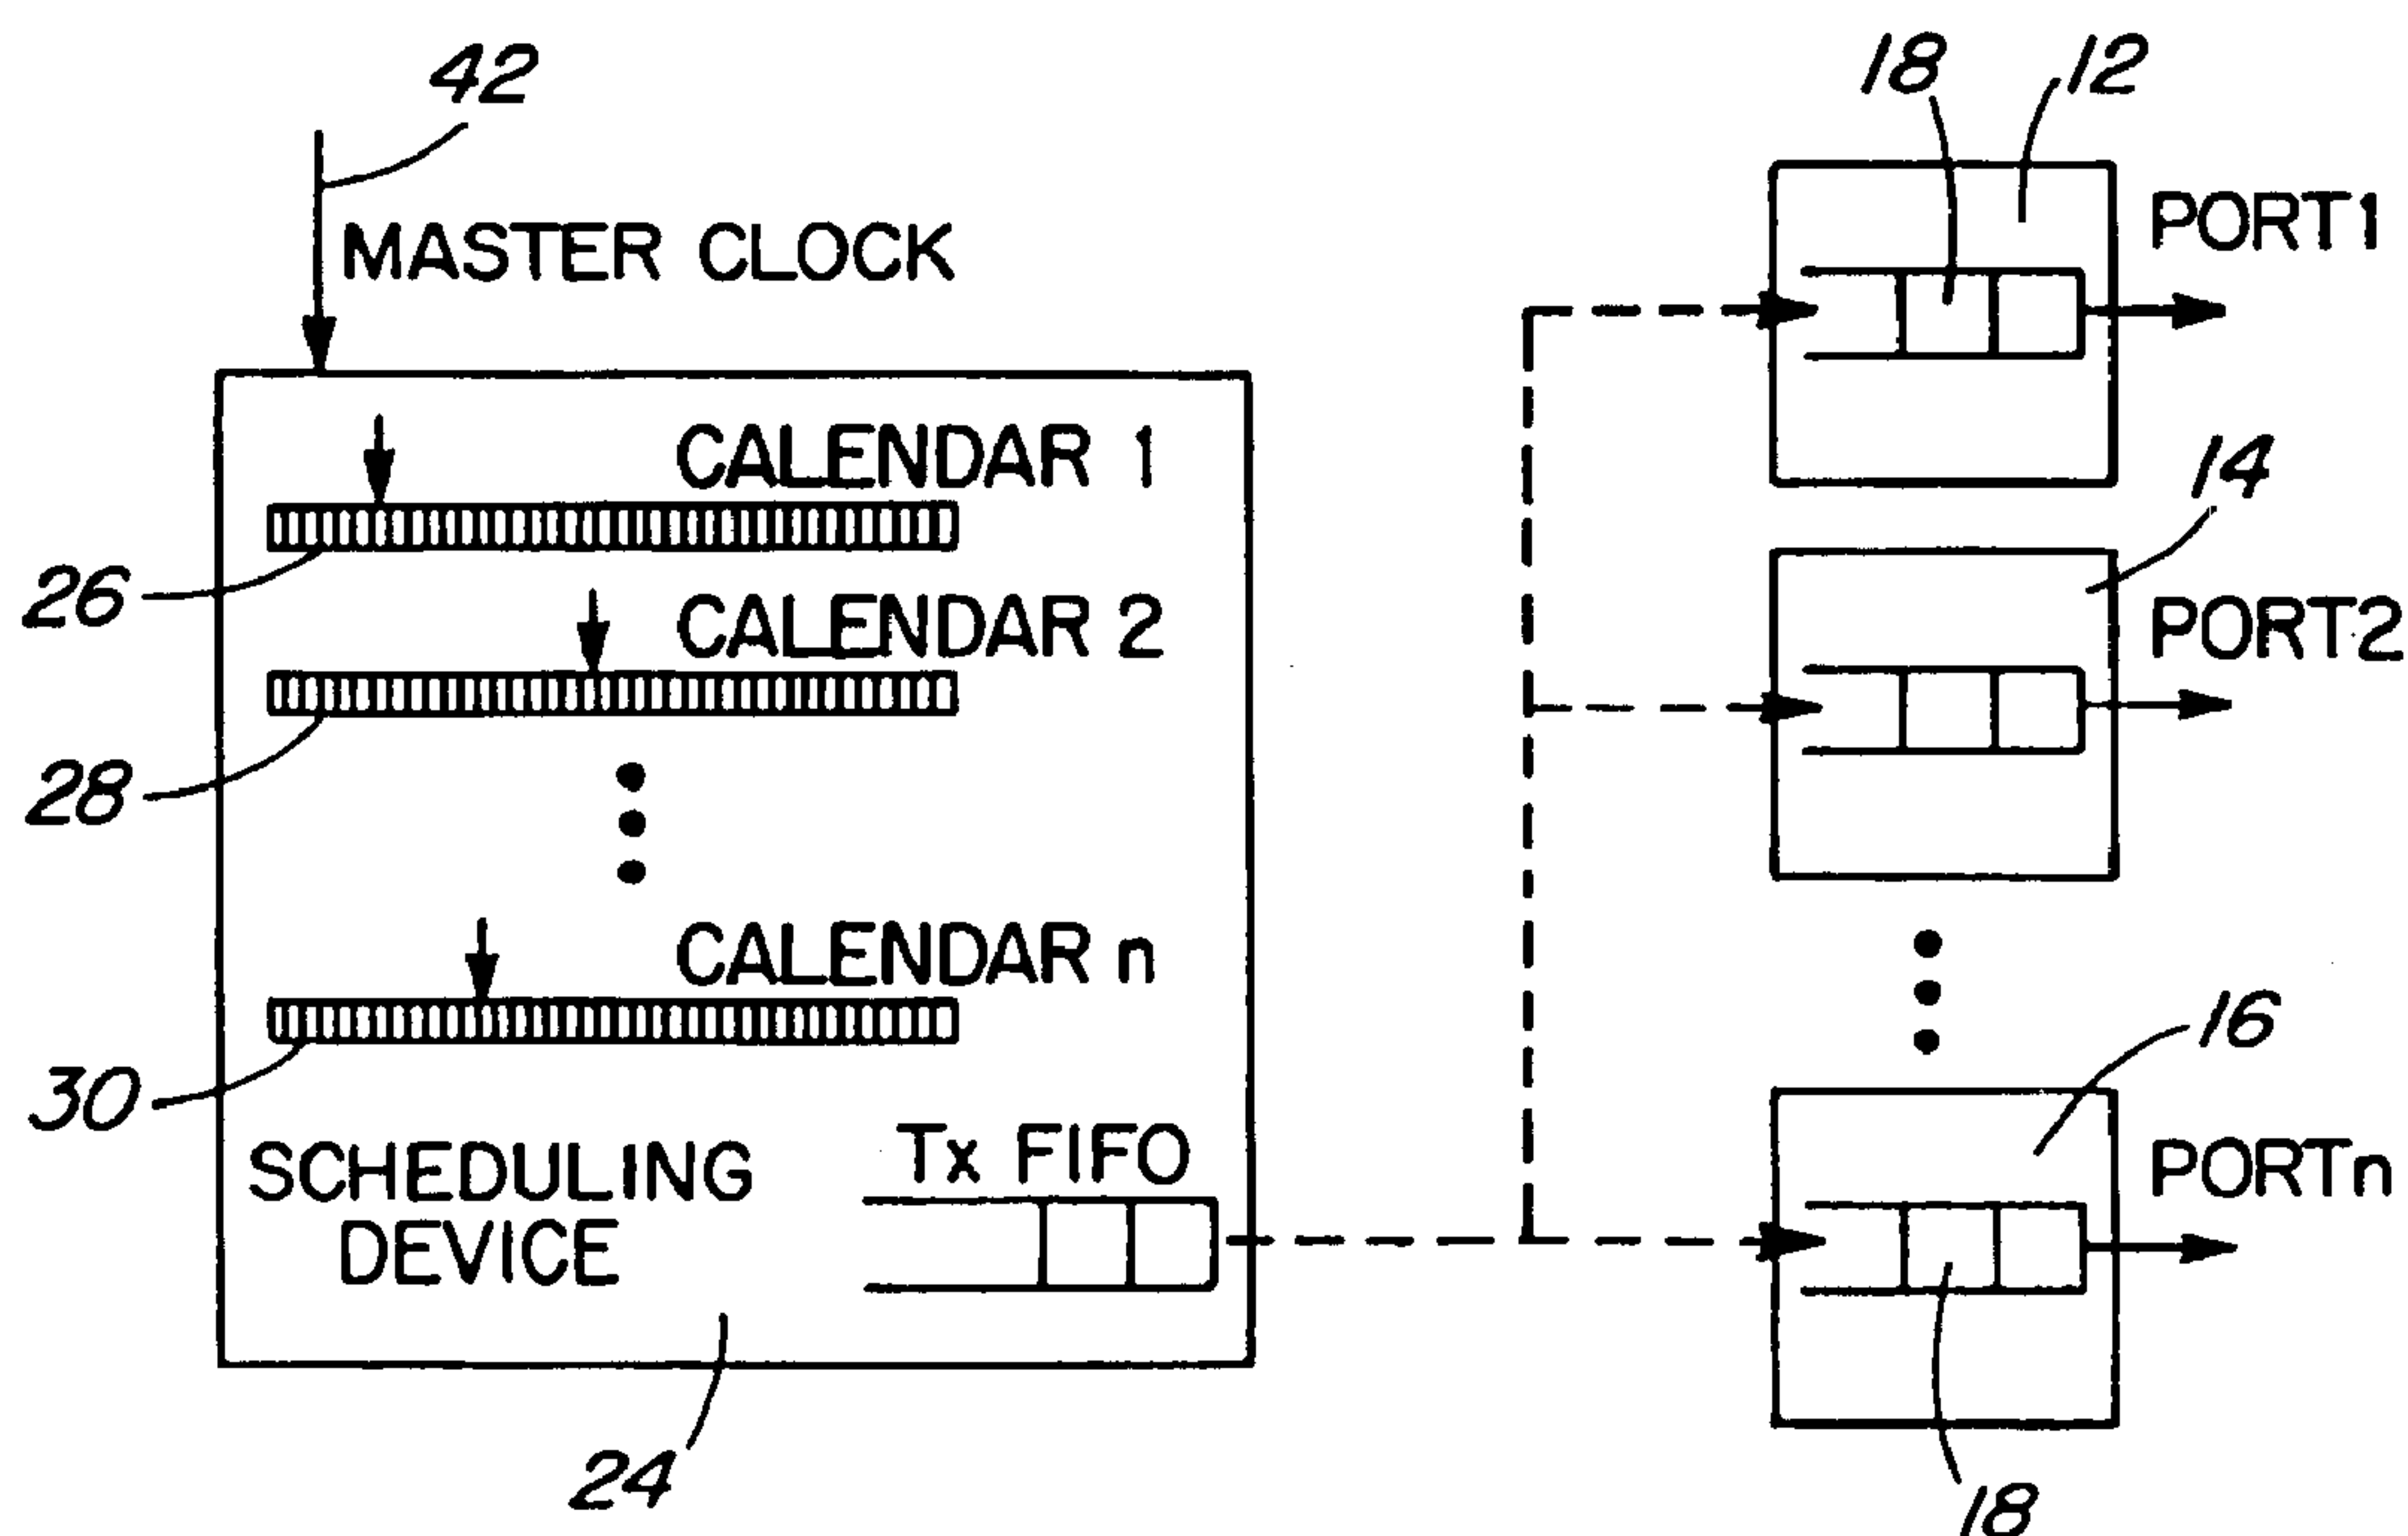 42
MASTER CLOCK
CALENDAR 1
26
CALENDAR 2
28
CALENDAR n
30
SCHEDULING
DEVICE
Tx FIFO
24
18
12
PORT1
14
PORT2
16
PORTn
18